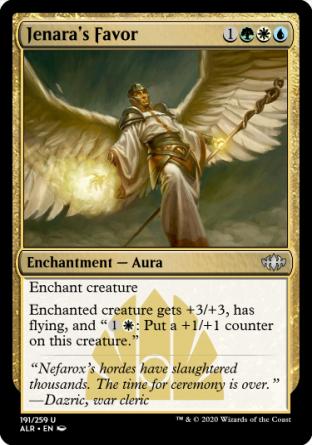 Jenara's Favor 1
Enchantment — Aura
Enchant creature
Enchanted creature gets +3/+3, has
flying, and “1 : Put a +1/+1 counter
on this creature.”
“Nefarox's hordes have slaughtered
thousands. The time for ceremony is over.”
—Dazric, war cleric
191/259 U
ALR • EN
™ & © 2020 Wizards of the Coast